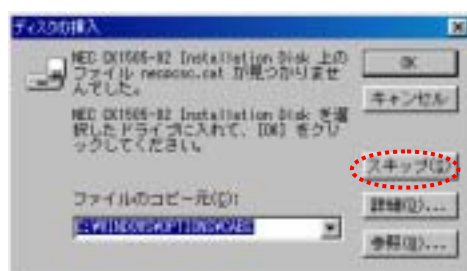 ディスクの挿入
NEC DX1505-02 Installation Disk 上の
ファイル necpcsc.cat が見つかりませ
んでした。
NEC DX1505-02 Installation Disk を選
択したドライブに入れて、[OK] をクリ
ックしてください。
ファイルのコピー元(C):
C:¥WINDOWS¥OPTIONS¥CABS
OK
キャンセル
スキップ(S)
詳細(D)...
参照(B)...